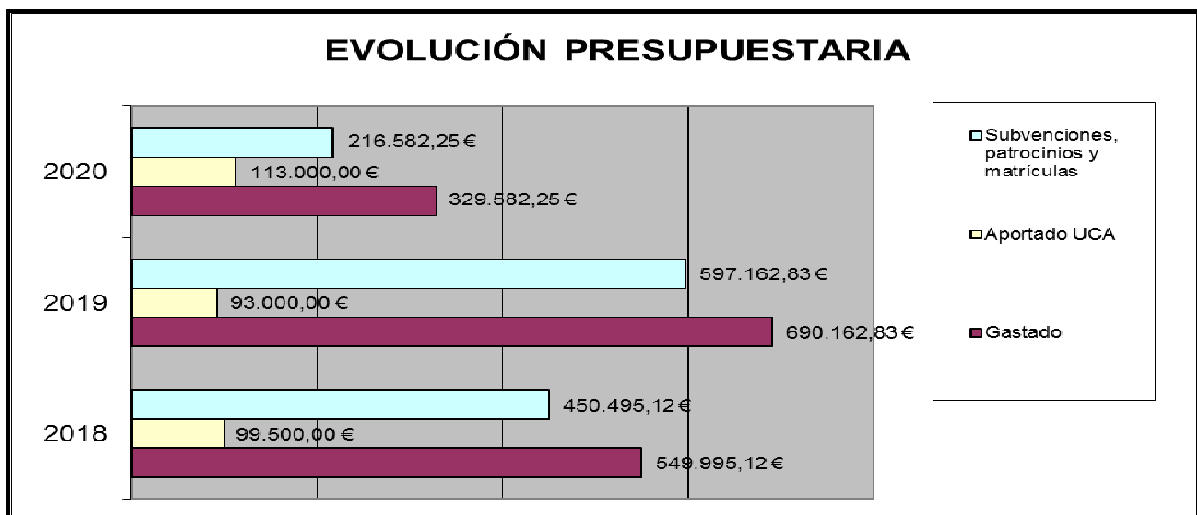 EVOLUCIÓN PRESUPUESTARIA
2020
216.582,25 €
113.000,00 €
329.582,25 €
2019
597.162,83 €
93.000,00 €
690.162,83 €
2018
450.495,12 €
99.500,00 €
549.995,12 €
Subvenciones,
patrocinios y
matrículas
Aportado UCA
Gastado